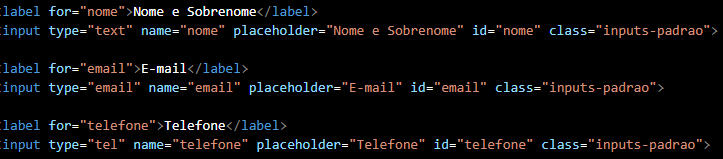 label for="nome">Nome e Sobrenome</label>
input type="text" name="nome" placeholder="Nome e Sobrenome" id="nome" class="inputs-padrao">
label for="email">E-mail</label>
input type="email" name="email" placeholder="E-mail" id="email" class="inputs-padrao">
label for="telefone">Telefone</label>
input type="tel" name="telefone" placeholder="Telefone" id="telefone" class="inputs-padrao">